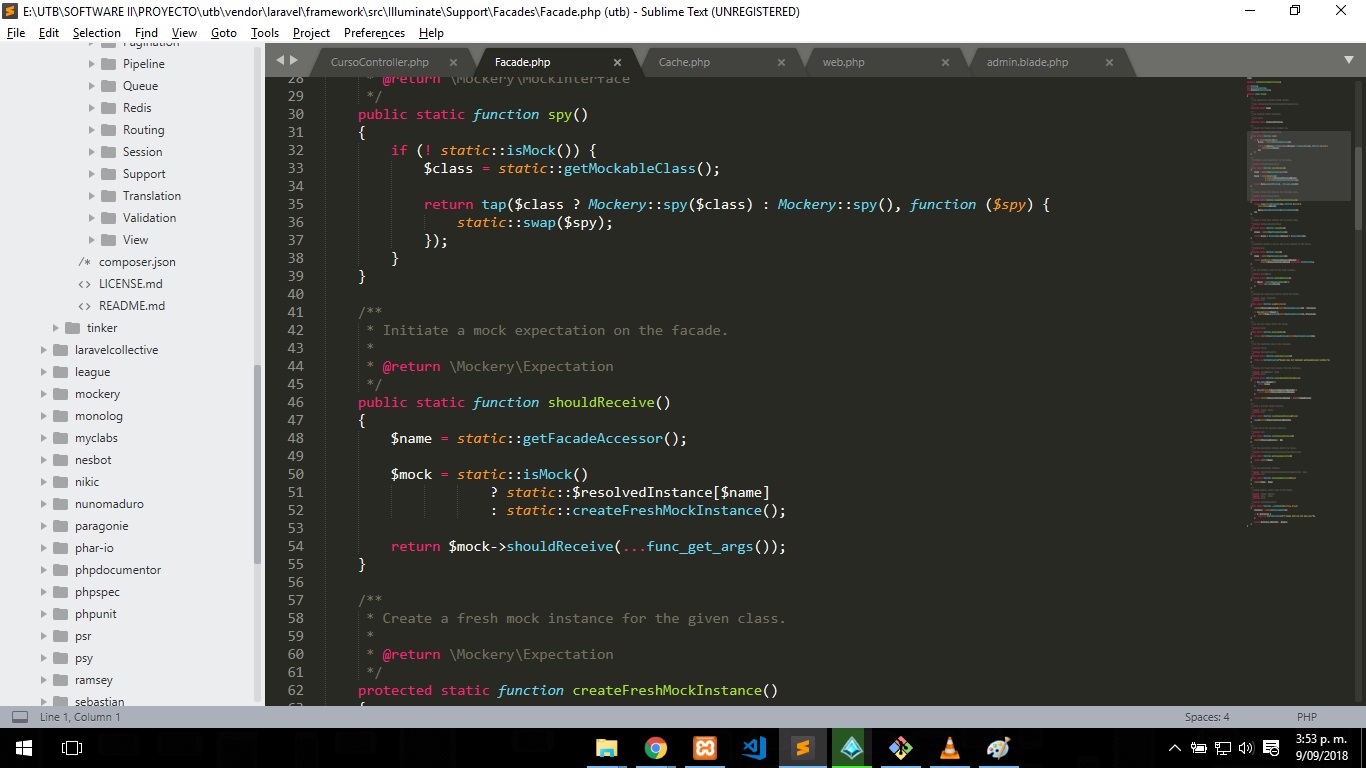 E:\UTB\SOFTWARE II\PROYECTO\utb\vendor\laravel\framework\src\Illuminate\Support\Facades\Facade.php (utb) - Sublime Text (UNREGISTERED)
File Edit Selection Find View Goto Tools Project Preferences Help
Pagination
Pipeline
Queue
Redis
Routing
Session
Support
Translation
Validation
View
/* composer.json
<> LICENSE.md
<> README.md
tinker
laravelcollective
league
mockery
monolog
myclabs
nesbot
nikic
nunomaduro
paragonie
phar-io
phpdocumentor
phpspec
phpunit
psr
psy
ramsey
sebastian
CursoController.php × Facade.php × Cache.php × web.php × admin.blade.php ×
28 * @return \Mockery\MockInterface
29 */
30 public static function spy()
31 {
32 if (! static::isMock()) {
33 $class = static::getMockableClass();
34
35 return tap($class ? Mockery::spy($class) : Mockery::spy(), function ($spy) {
36 static::swap($spy);
37 });
38 }
39 }
40
41 /**
42 * Initiate a mock expectation on the facade.
43 *
44 * @return \Mockery\Expectation
45 */
46 public static function shouldReceive()
47 {
48 $name = static::getFacadeAccessor();
49
50 $mock = static::isMock()
51 ? static::$resolvedInstance[$name]
52 : static::createFreshMockInstance();
53
54 return $mock->shouldReceive(...func_get_args());
55 }
56
57 /**
58 * Create a fresh mock instance for the given class.
59 *
60 * @return \Mockery\Expectation
61 */
62 protected static function createFreshMockInstance()
63 {
Line 1, Column 1
Spaces: 4
PHP
3:53 p. m.
9/09/2018